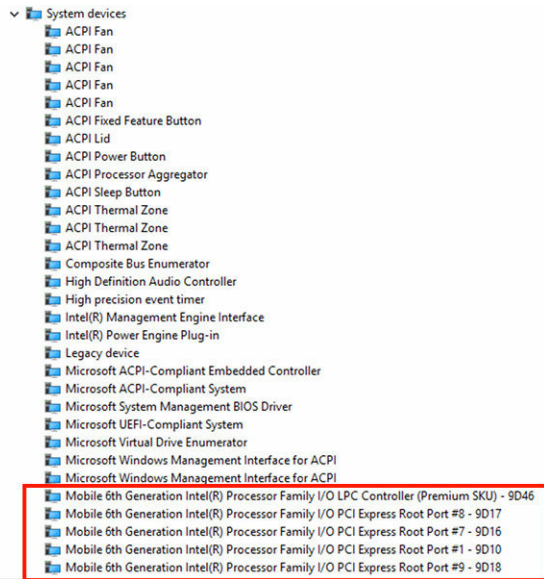 System devices
ACPI Fan
ACPI Fan
ACPI Fan
ACPI Fan
ACPI Fan
ACPI Fixed Feature Button
ACPI Lid
ACPI Power Button
ACPI Processor Aggregator
ACPI Sleep Button
ACPI Thermal Zone
ACPI Thermal Zone
ACPI Thermal Zone
Composite Bus Enumerator
High Definition Audio Controller
High precision event timer
Intel(R) Management Engine Interface
Intel(R) Power Engine Plug-in
Legacy device
Microsoft ACPI-Compliant Embedded Controller
Microsoft ACPI-Compliant System
Microsoft System Management BIOS Driver
Microsoft UEFI-Compliant System
Microsoft Virtual Drive Enumerator
Microsoft Windows Management Interface for ACPI
Microsoft Windows Management Interface for ACPI
Mobile 6th Generation Intel(R) Processor Family I/O LPC Controller (Premium SKU) - 9D46
Mobile 6th Generation Intel(R) Processor Family I/O PCI Express Root Port #8 - 9D17
Mobile 6th Generation Intel(R) Processor Family I/O PCI Express Root Port #7 - 9D16
Mobile 6th Generation Intel(R) Processor Family I/O PCI Express Root Port #1 - 9D10
Mobile 6th Generation Intel(R) Processor Family I/O PCI Express Root Port #9 - 9D18